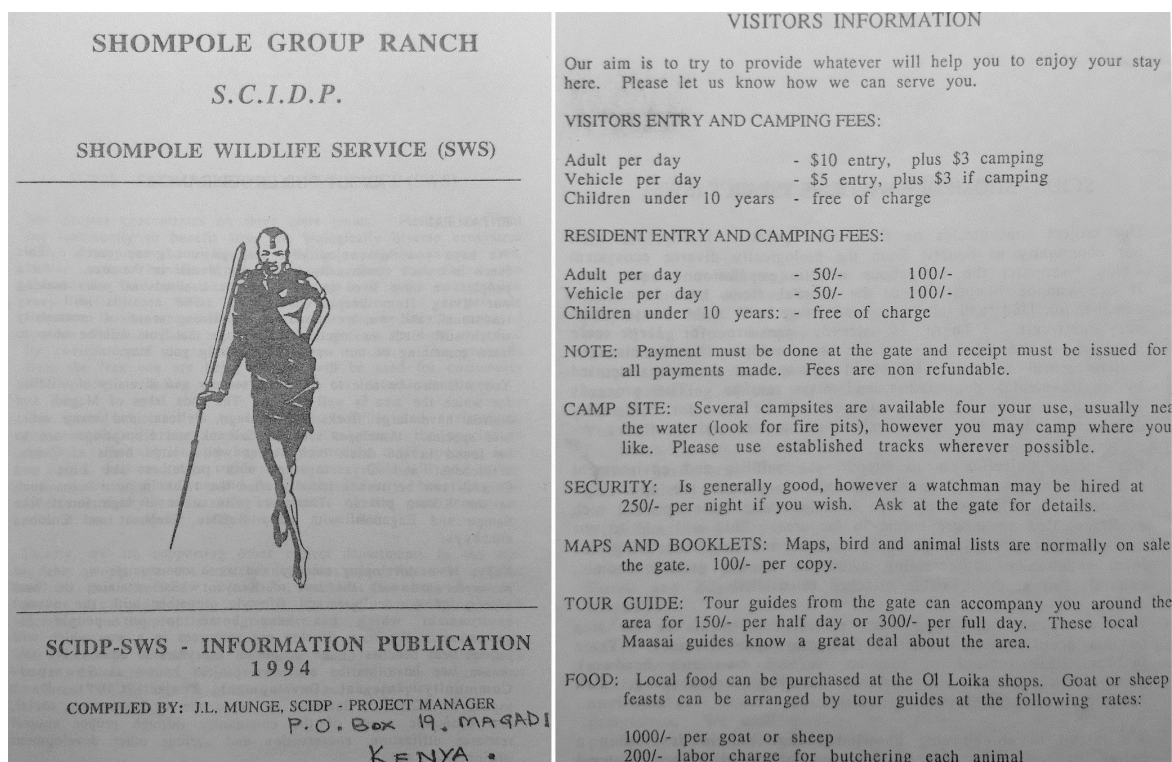 SHOMPOLE GROUP RANCH
S.C.I.D.P.
SHOMPOLE WILDLIFE SERVICE (SWS)
SCIDP-SWS - INFORMATION PUBLICATION
1994
COMPILED BY: J.L. MUNGE, SCIDP - PROJECT MANAGER
P.O. Box 19. MAGADI
KENYA.
VISITORS INFORMATION
Our aim is to try to provide whatever will help you to enjoy your stay
here. Please let us know how we can serve you.
VISITORS ENTRY AND CAMPING FEES:
Adult per day - $10 entry, plus $3 camping
Vehicle per day - $5 entry, plus $3 if camping
Children under 10 years - free of charge
RESIDENT ENTRY AND CAMPING FEES:
Adult per day - 50/- 100/-
Vehicle per day - 50/- 100/-
Children under 10 years: - free of charge
NOTE: Payment must be done at the gate and receipt must be issued for
all payments made. Fees are non refundable.
CAMP SITE: Several campsites are available four your use, usually nea
the water (look for fire pits), however you may camp where you
like. Please use established tracks wherever possible.
SECURITY: Is generally good, however a watchman may be hired at
250/- per night if you wish. Ask at the gate for details.
MAPS AND BOOKLETS: Maps, bird and animal lists are normally on sale
the gate. 100/- per copy.
TOUR GUIDE: Tour guides from the gate can accompany you around the
area for 150/- per half day or 300/- per full day. These local
Maasai guides know a great deal about the area.
FOOD: Local food can be purchased at the Ol Loika shops. Goat or sheep
feasts can be arranged by tour guides at the following rates:
1000/- per goat or sheep
200/- labor charge for butchering each animal